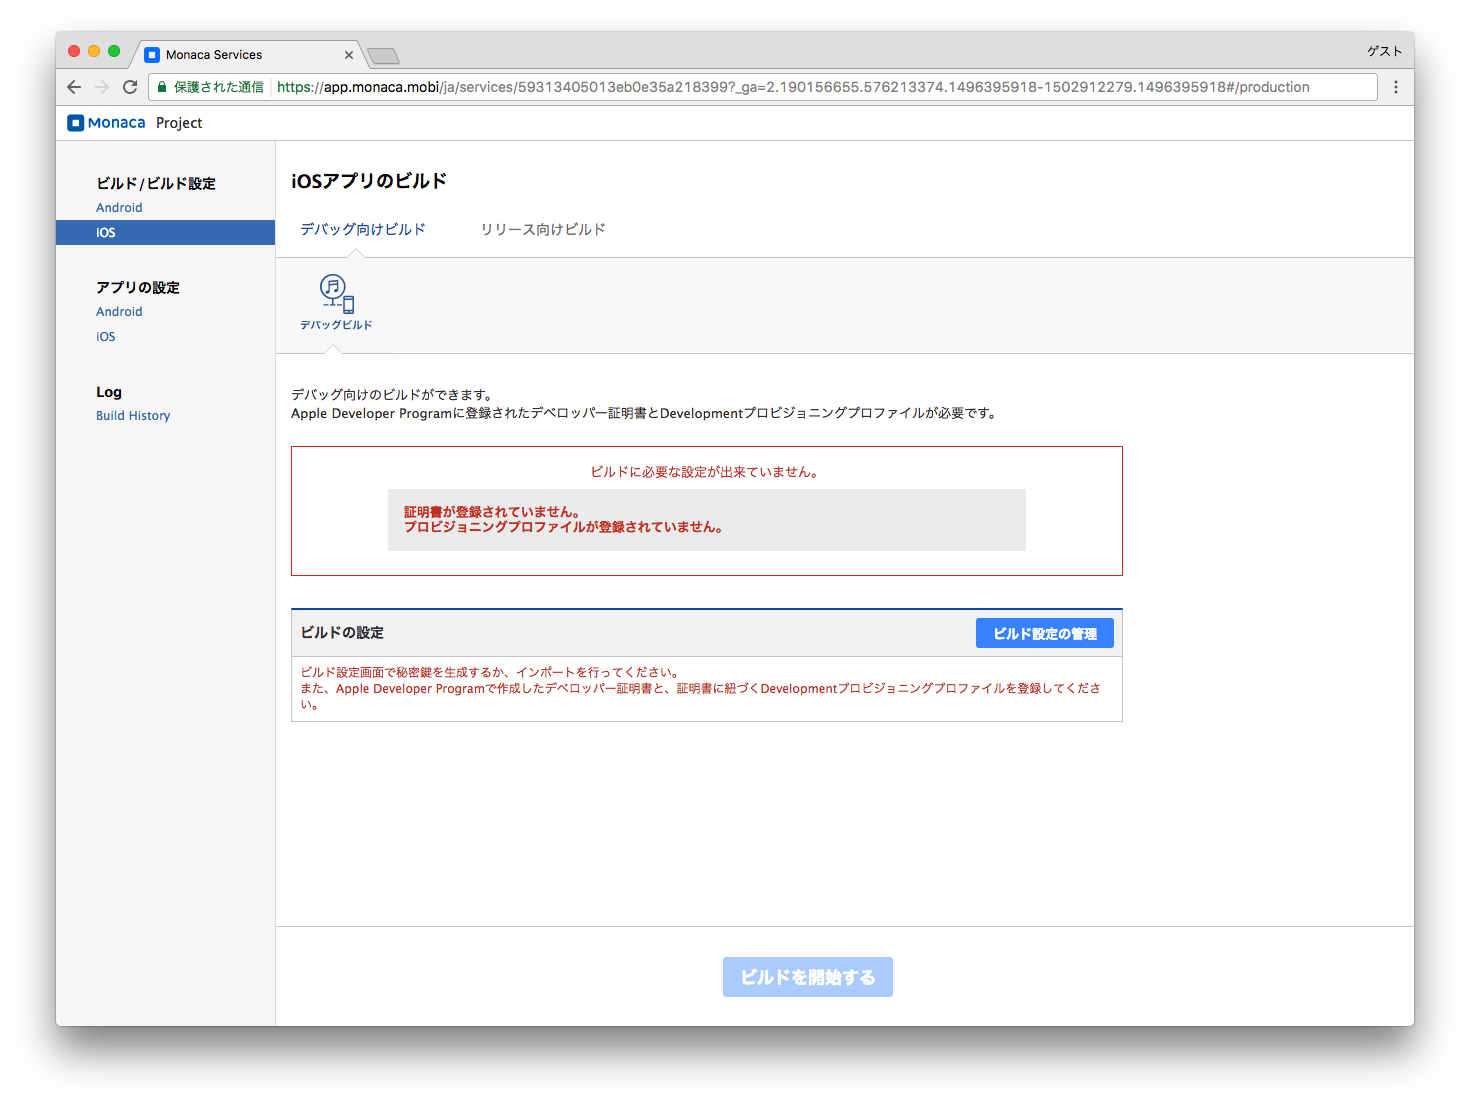 Monaca Services
ゲスト
保護された通信 https://app.monaca.mobi/ja/services/59313405013eb0e35a218399?_ga=2.190156655.576213374.1496395918-1502912279.1496395918#/production
Monaca Project
ビルド/ビルド設定
Android
iOS
アプリの設定
Android
iOS
Log
Build History
iOSアプリのビルド
デバッグ向けビルド リリース向けビルド
デバッグビルド
デバッグ向けのビルドができます。
Apple Developer Programに登録されたデベロッパー証明書とDevelopmentプロビジョニングプロファイルが必要です。
ビルドに必要な設定が出来ていません。
証明書が登録されていません。
プロビジョニングプロファイルが登録されていません。
ビルドの設定
ビルド設定の管理
ビルド設定画面で秘密鍵を生成するか、インポートを行ってください。
また、Apple Developer Programで作成したデベロッパー証明書と、証明書に紐づくDevelopmentプロビジョニングプロファイルを登録してくださ
い。
ビルドを開始する